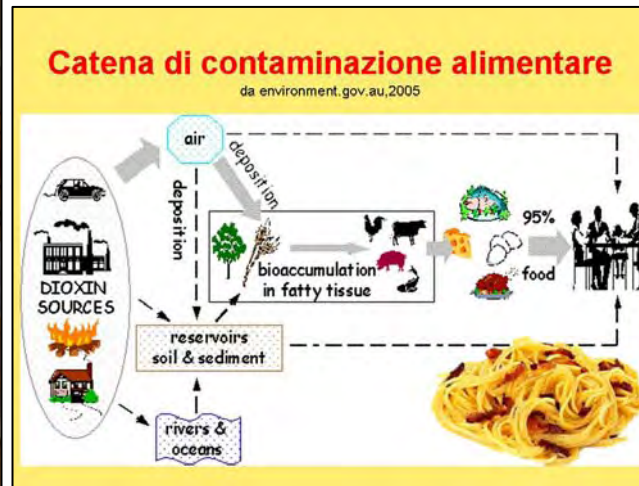 Catena di contaminazione alimentare
da environment.gov.au,2005
air
deposition
deposition
DIOXIN
SOURCES
bioaccumulation
in fatty tissue
95%
food
reservoirs
soil & sediment
rivers &
oceans